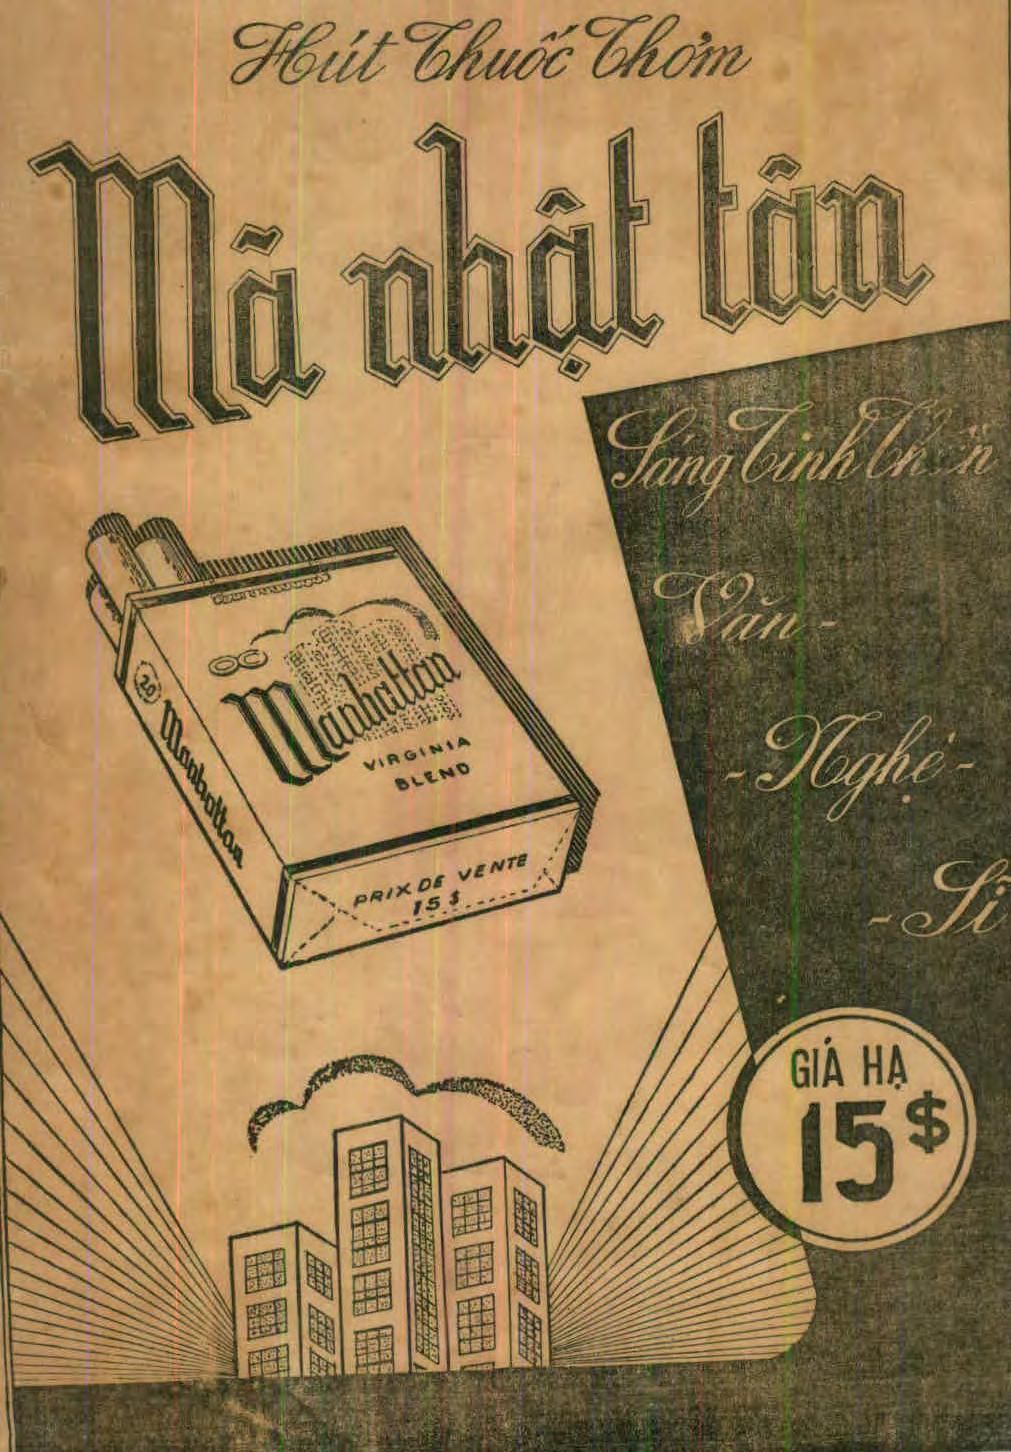 Hút Thuốc Thơm
Mã nhật tân
Sáng Tinh Thần
Văn -
- Nghệ -
- Sĩ
20
Manhattan
Manhattan
VIRGINIA
BLEND
PRIX DE VENTE
15$
GIÁ HẠ
15$